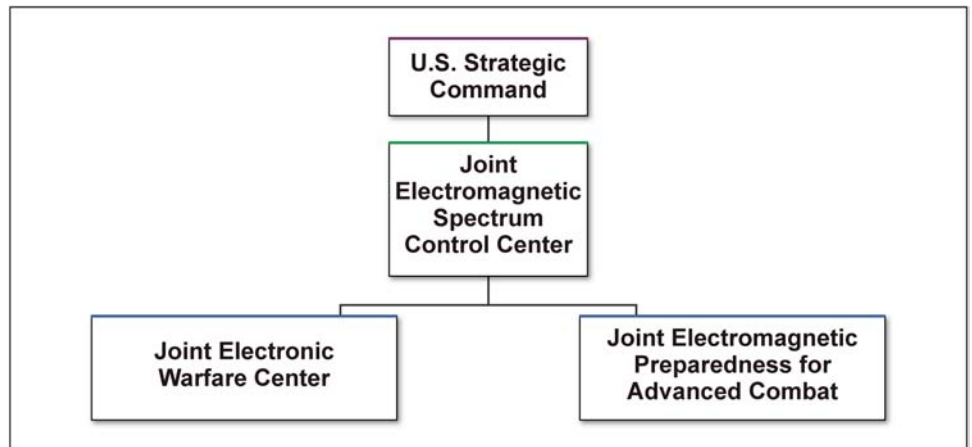 U.S. Strategic
Command
Joint
Electromagnetic
Spectrum
Control Center
Joint Electronic
Warfare Center
Joint Electromagnetic
Preparedness for
Advanced Combat